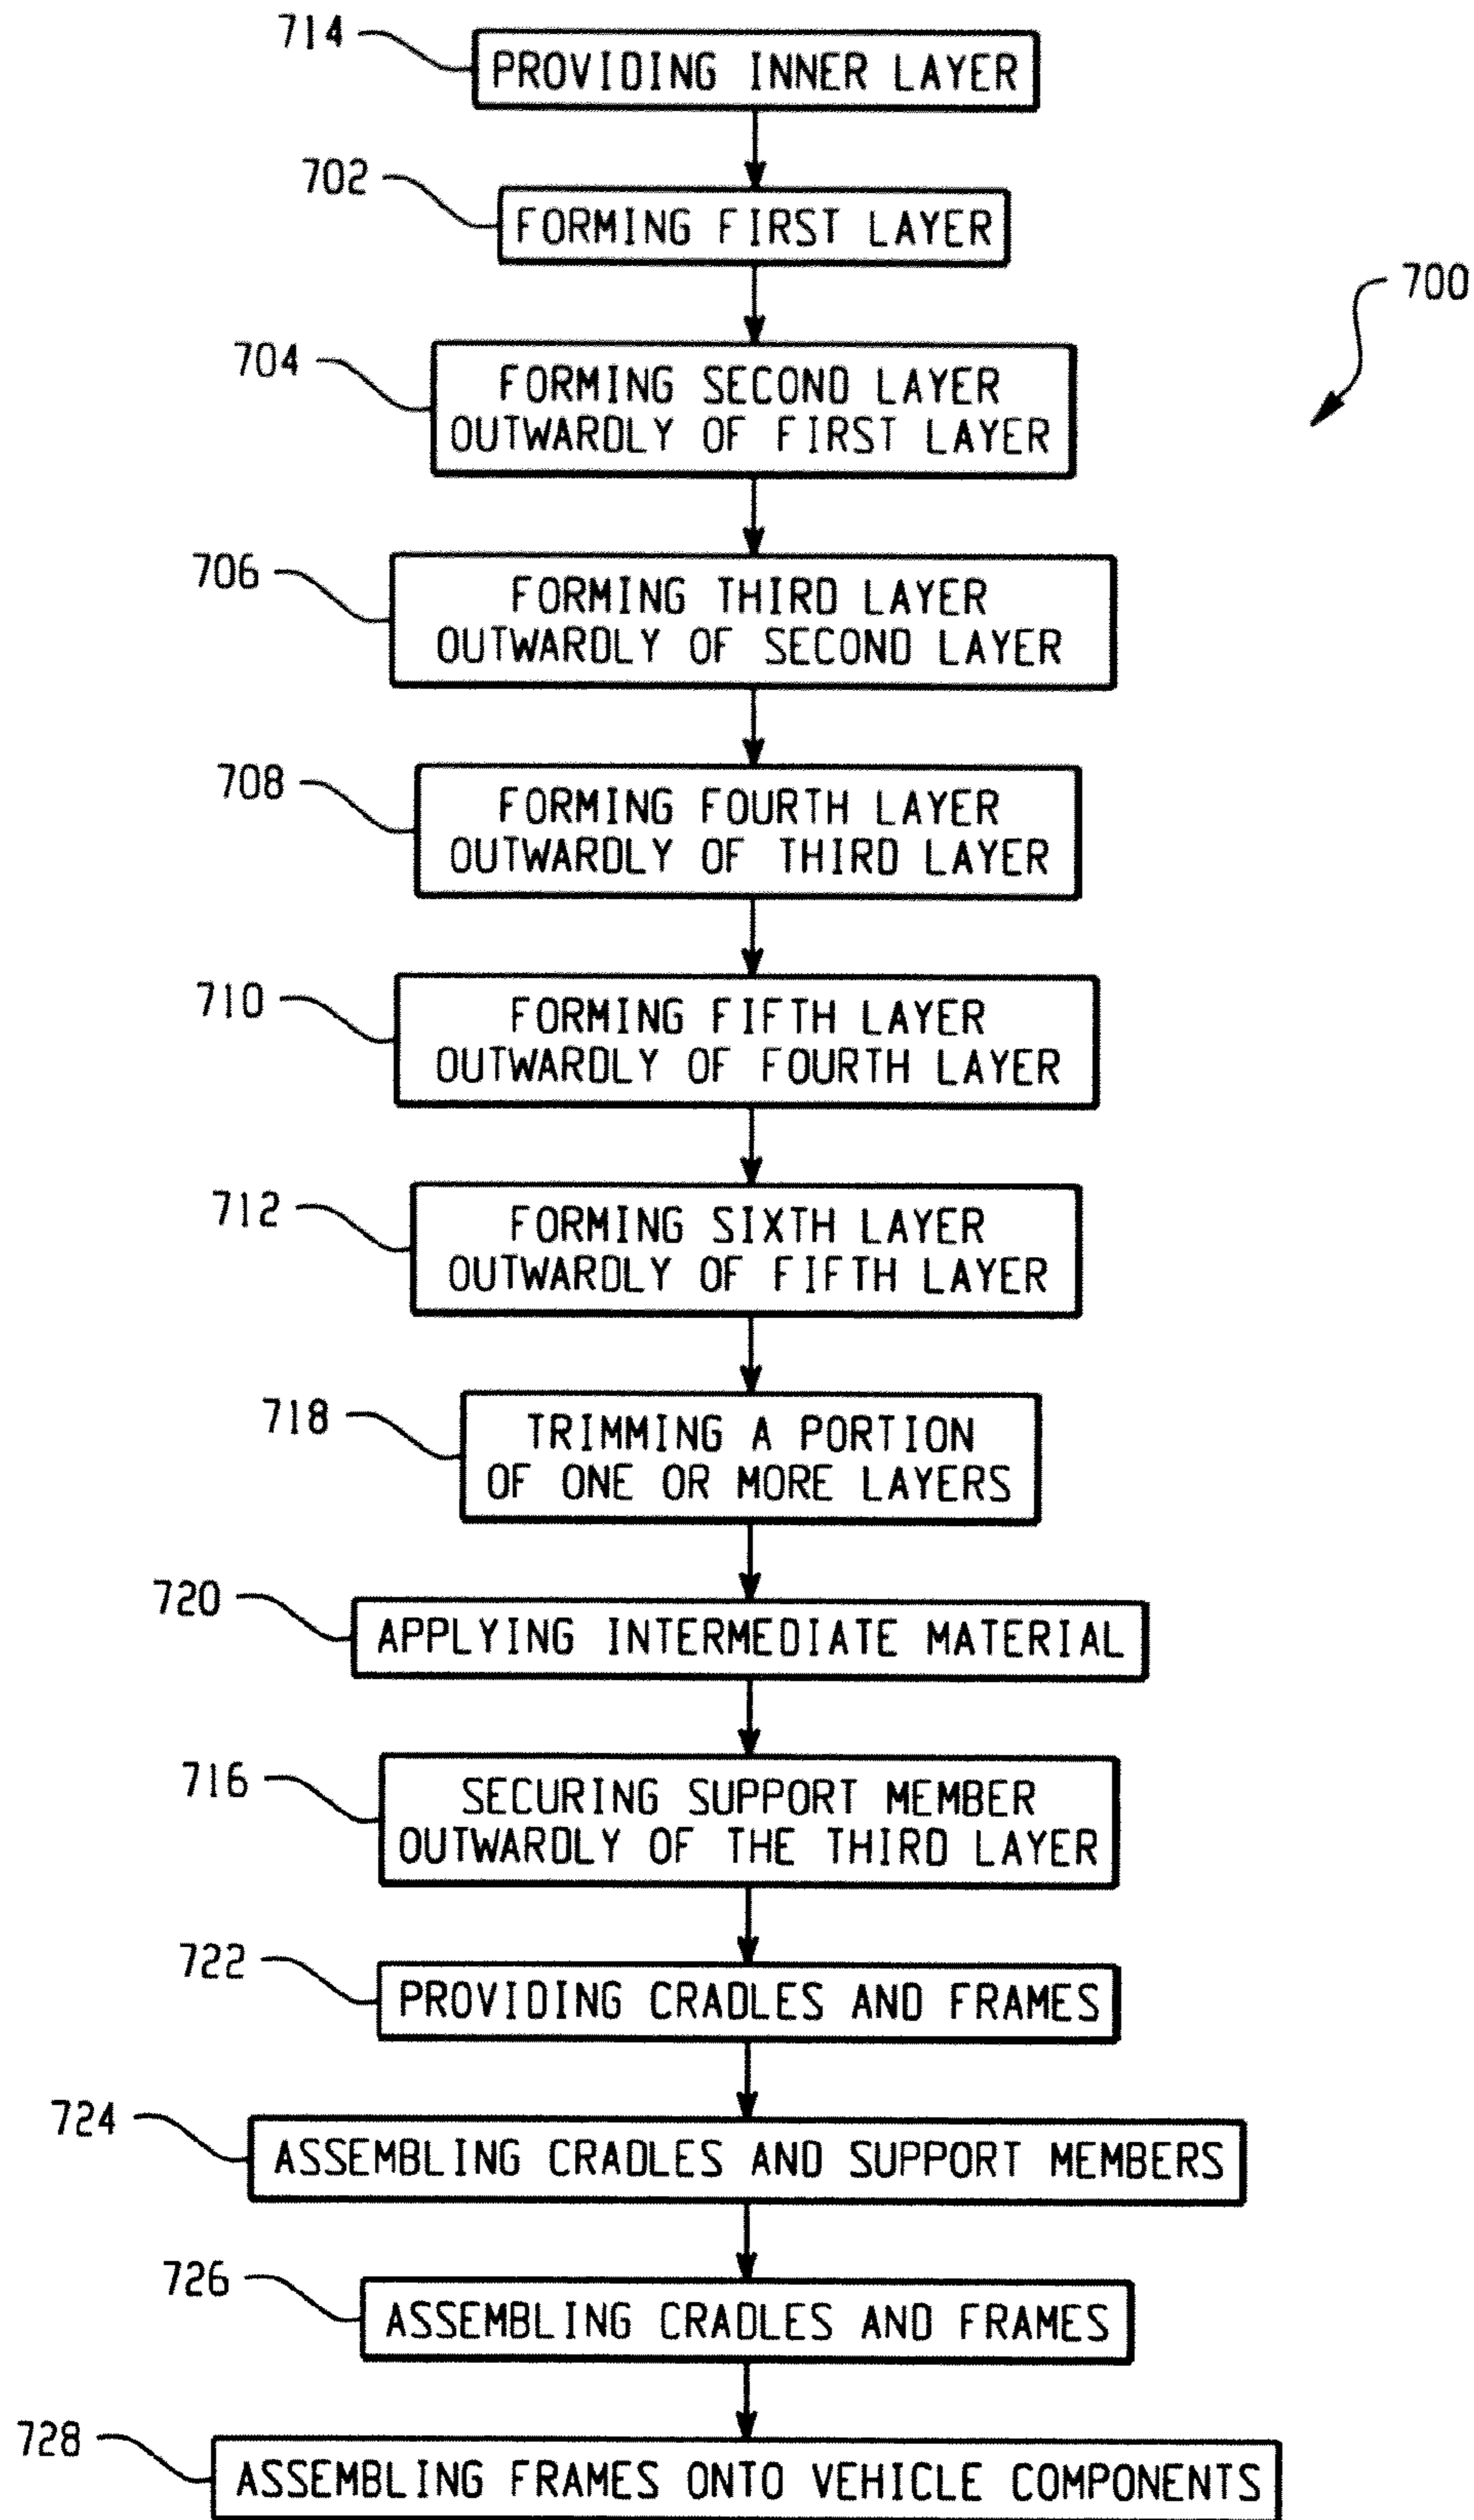 714
PROVIDING INNER LAYER
702
FORMING FIRST LAYER
700
704
FORMING SECOND LAYER
OUTWARDLY OF FIRST LAYER
706
FORMING THIRD LAYER
OUTWARDLY OF SECOND LAYER
708
FORMING FOURTH LAYER
OUTWARDLY OF THIRD LAYER
710
FORMING FIFTH LAYER
OUTWARDLY OF FOURTH LAYER
712
FORMING SIXTH LAYER
OUTWARDLY OF FIFTH LAYER
718
TRIMMING A PORTION
OF ONE OR MORE LAYERS
720
APPLYING INTERMEDIATE MATERIAL
716
SECURING SUPPORT MEMBER
OUTWARDLY OF THE THIRD LAYER
722
PROVIDING CRADLES AND FRAMES
724
ASSEMBLING CRADLES AND SUPPORT MEMBERS
726
ASSEMBLING CRADLES AND FRAMES
728
ASSEMBLING FRAMES ONTO VEHICLE COMPONENTS